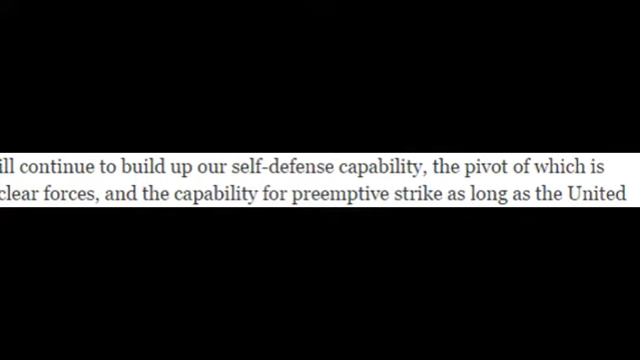 ill continue to build up our self-defense capability, the pivot of which is
clear forces, and the capability for preemptive strike as long as the United